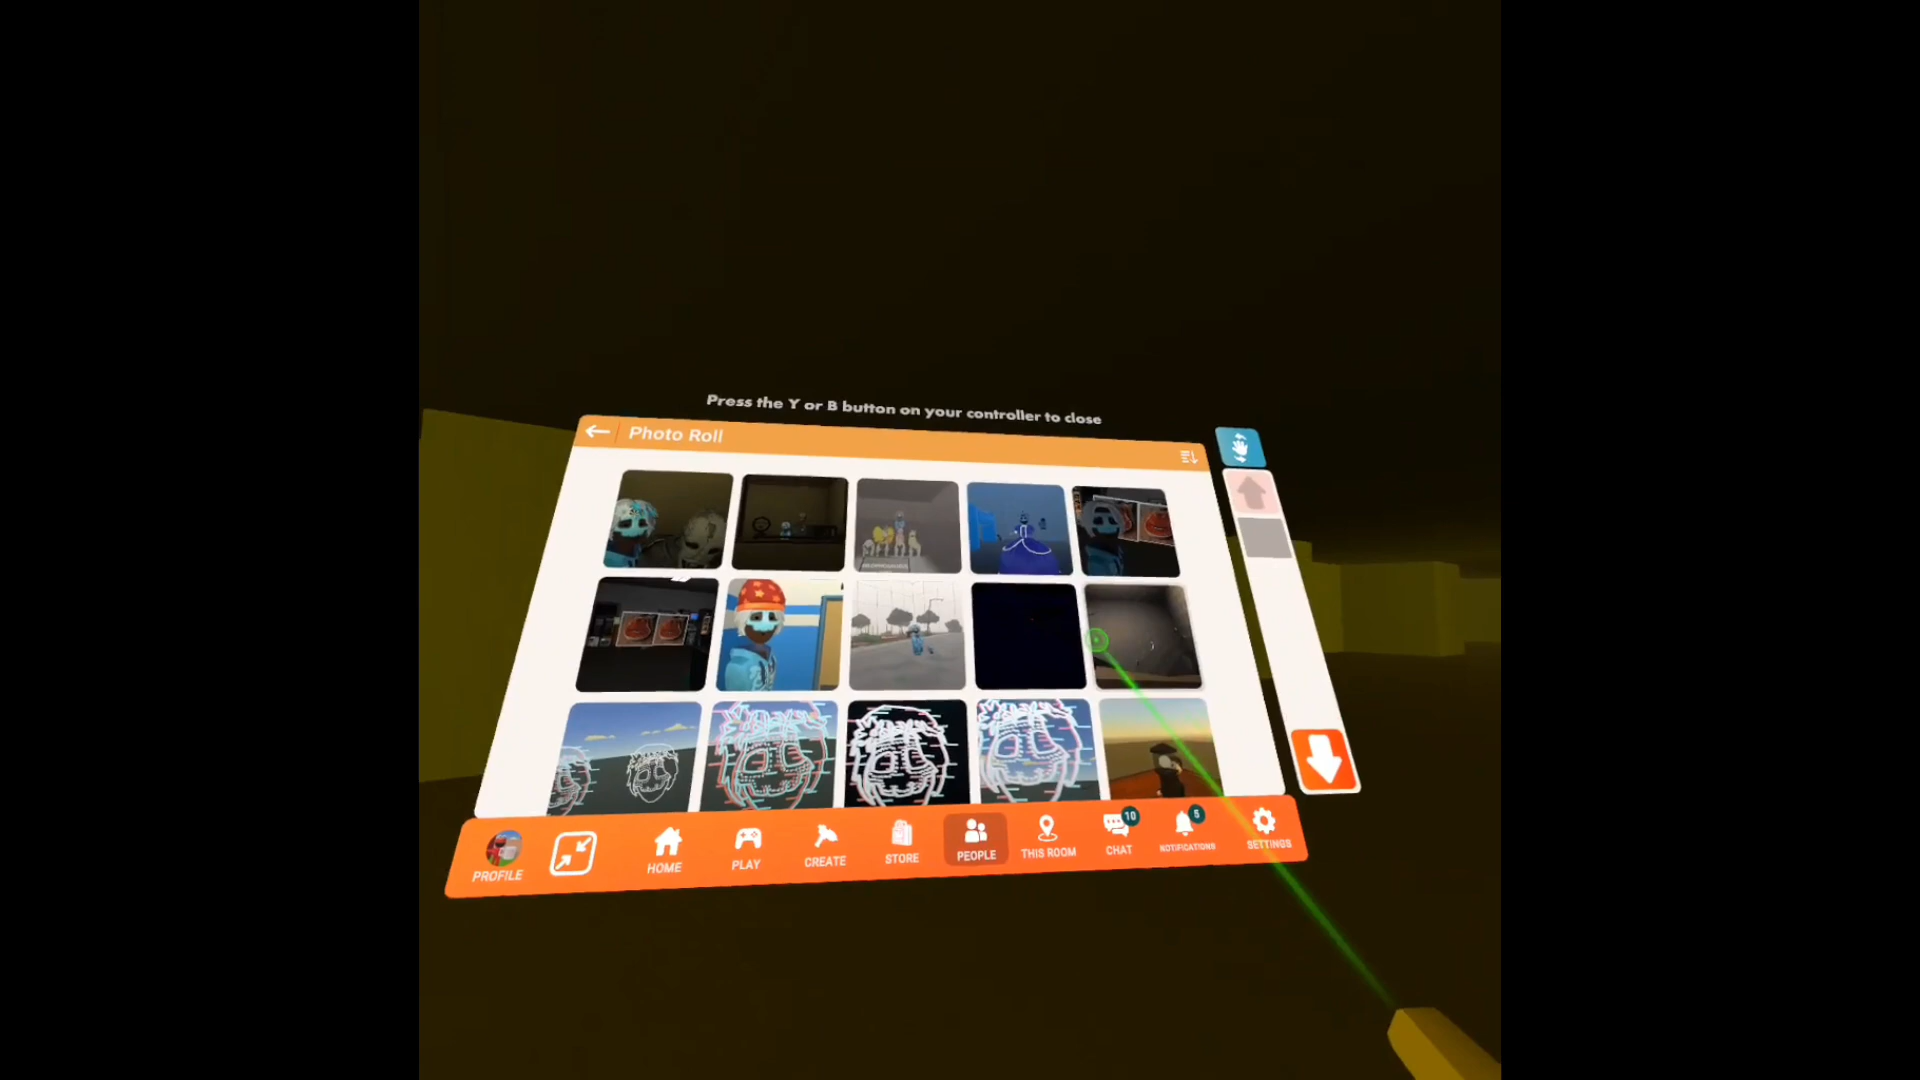 Press the Y or B button on your controller to close
Photo Roll
PROFILE
HOME
PLAY
CREATE
STORE
PEOPLE
THIS ROOM
CHAT
10
NOTIFICATIONS
5
SETTINGS